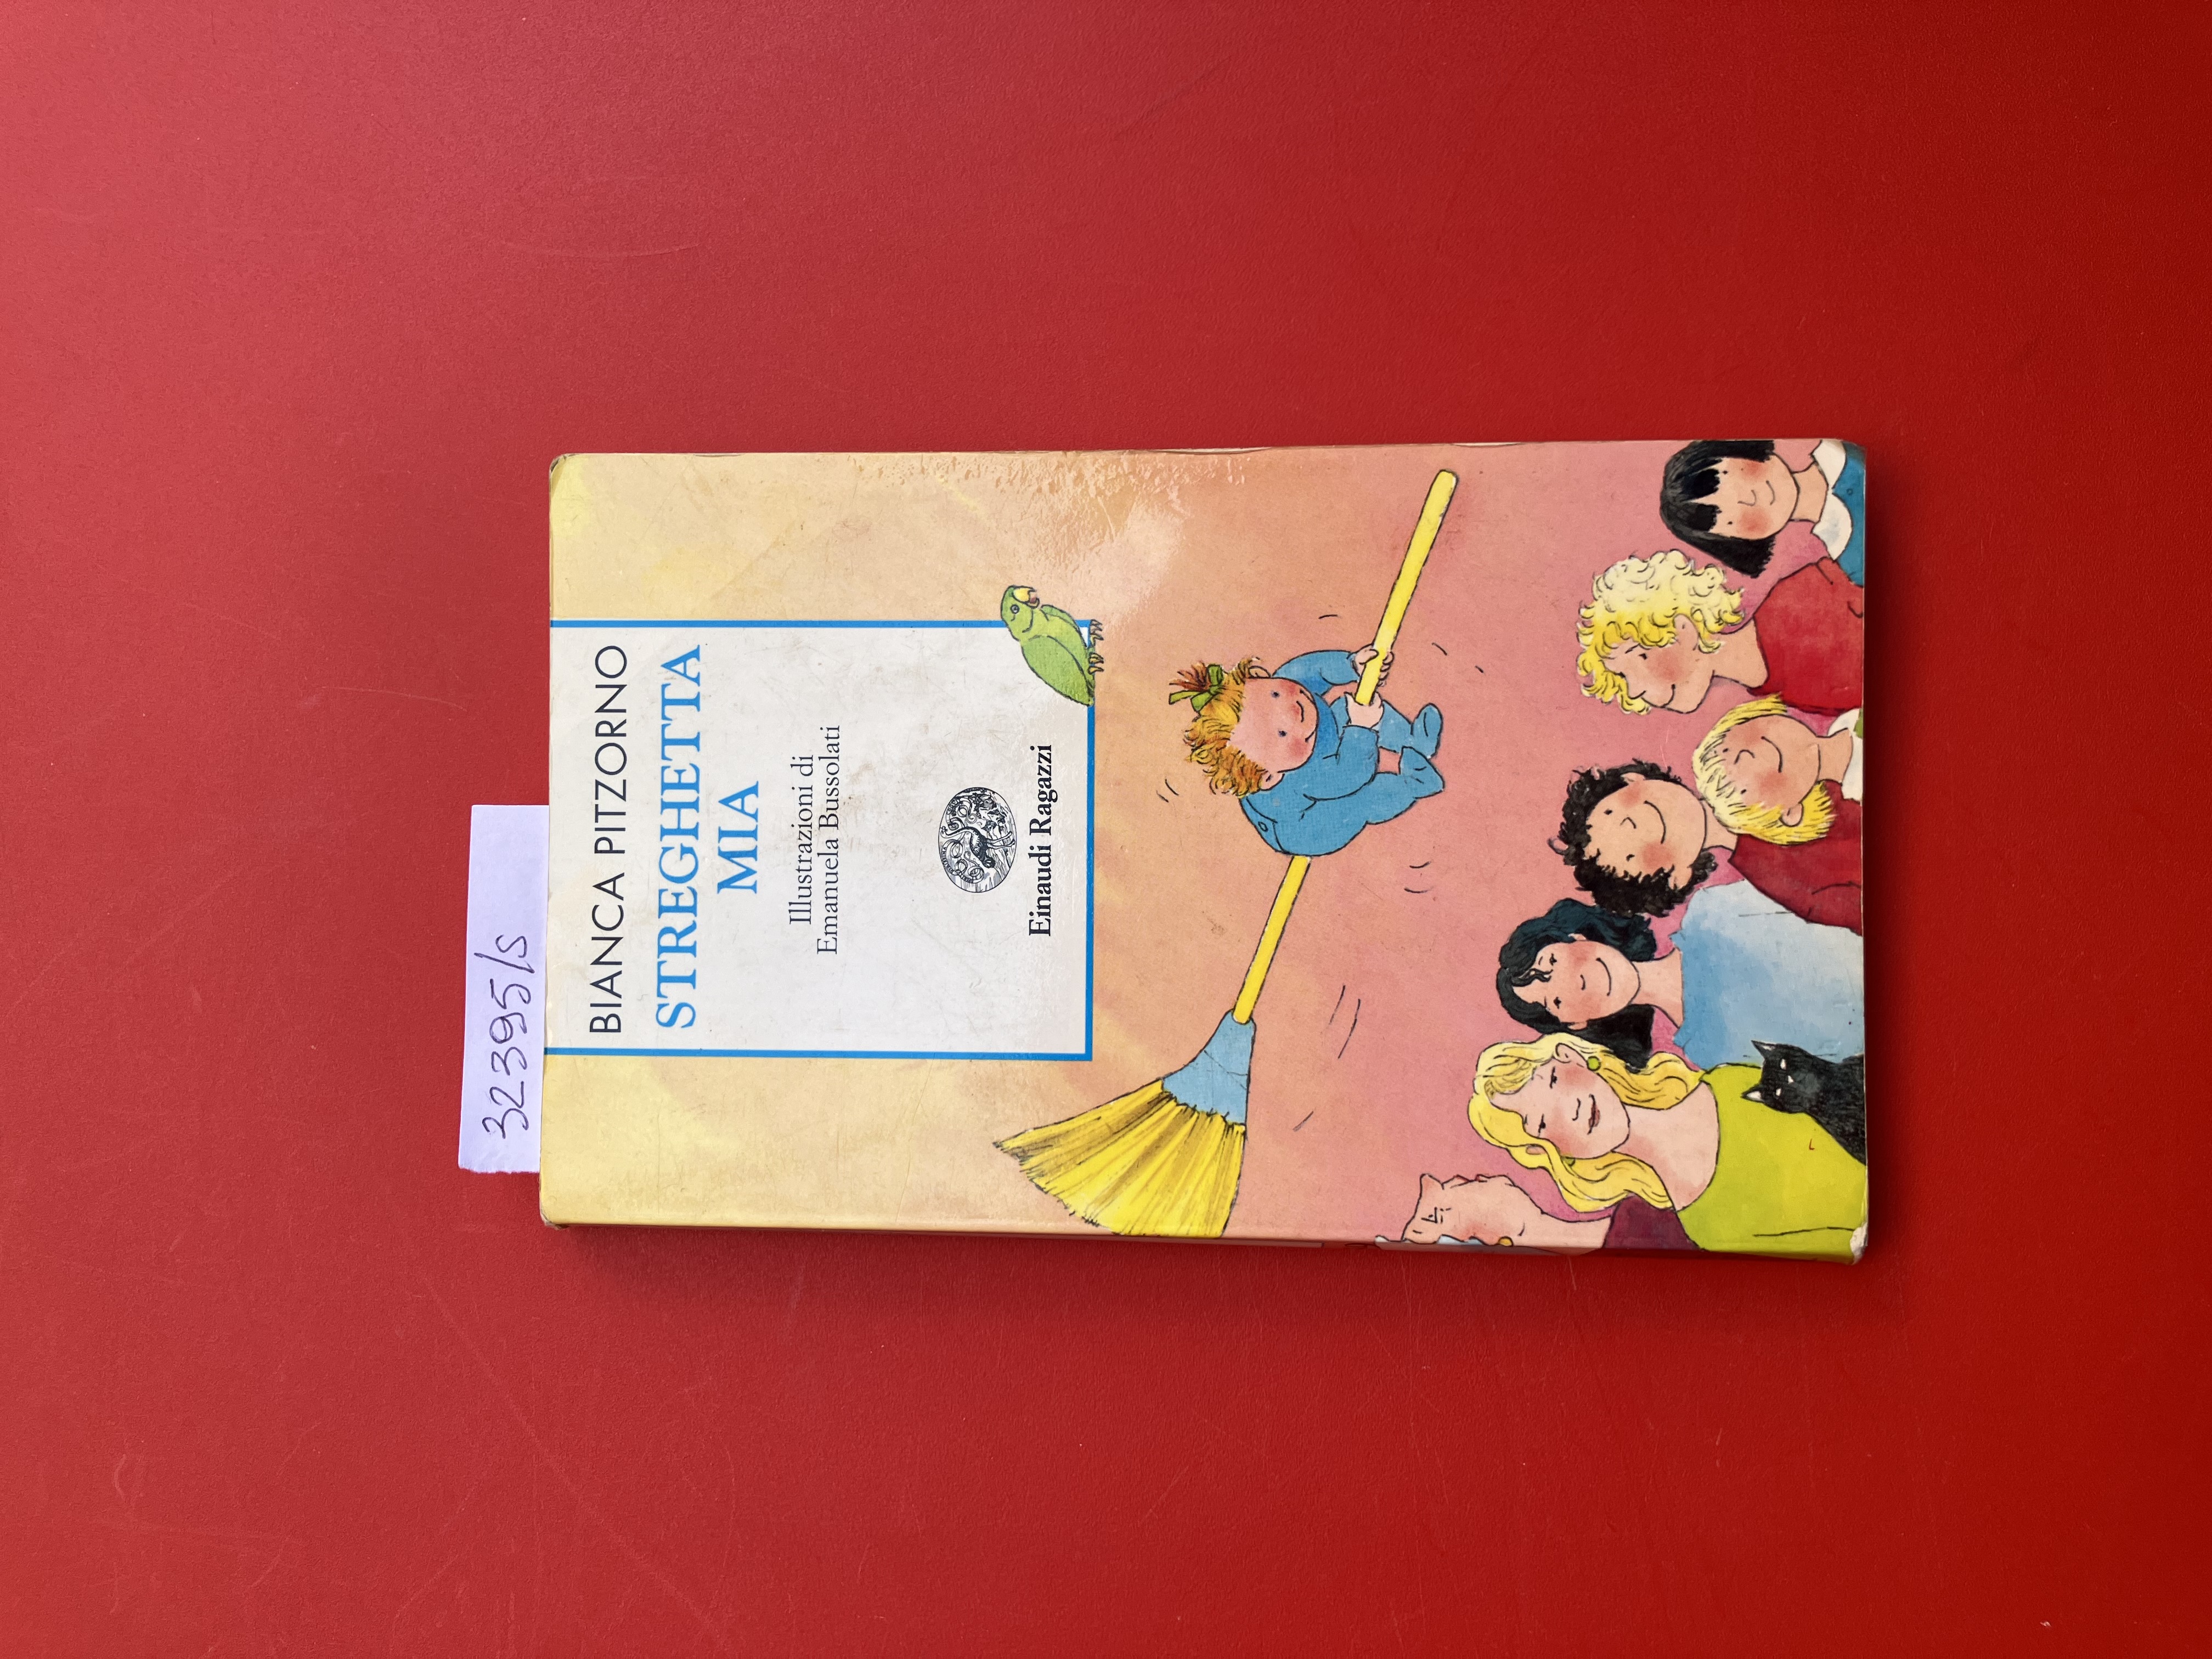 32395/S
BIANCA PITZORNO
STREGHETTA
MIA
Illustrazioni di
Emanuela Bussolati
Einaudi Ragazzi